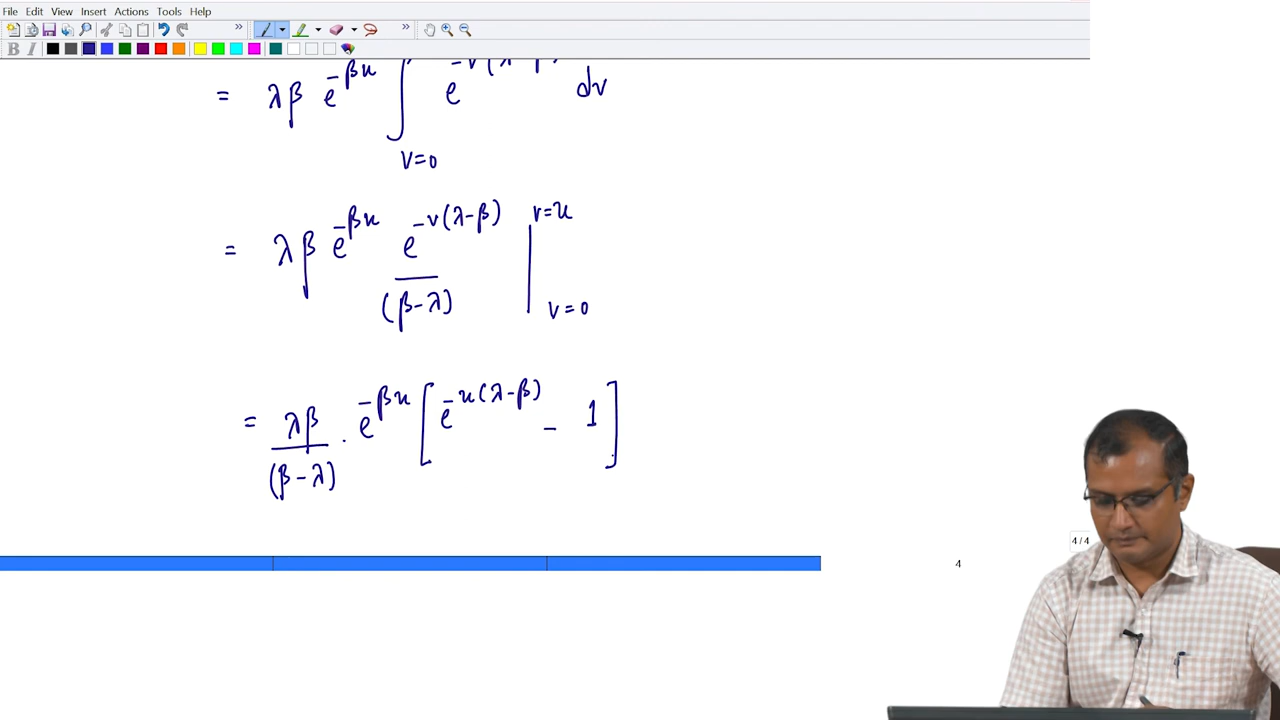 File Edit View Insert Actions Tools Help
= λβ e^{-βu} ∫_{v=0} e^{-v(λ-β)} dv
= λβ e^{-βu} e^{-v(λ-β)} / (β-λ) |_{v=0}^{v=u}
= λβ / (β-λ) · e^{-βu} [ e^{-u(λ-β)} - 1 ]
4 / 4
4